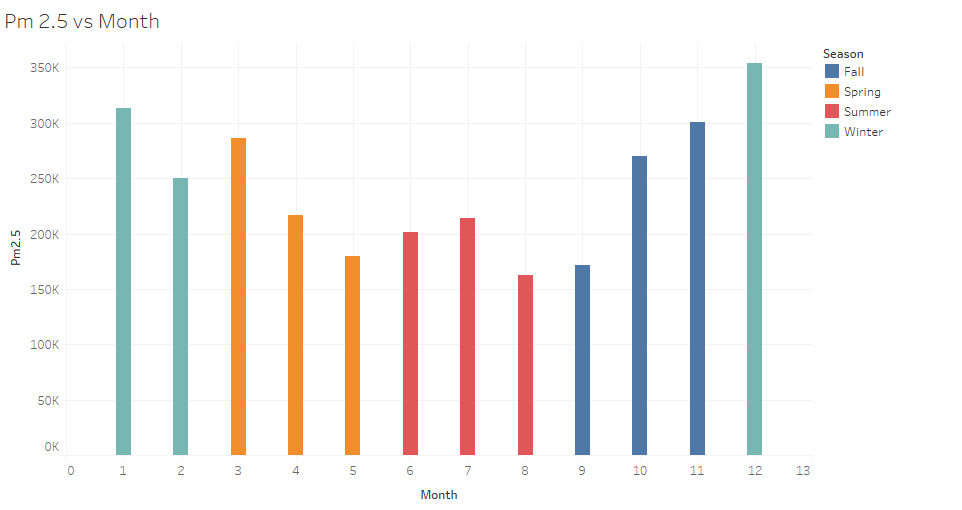 Pm 2.5 vs Month
Season
Fall
Spring
Summer
Winter
Pm2.5
350K
300K
250K
200K
150K
100K
50K
0K
0 1 2 3 4 5 6 7 8 9 10 11 12 13
Month